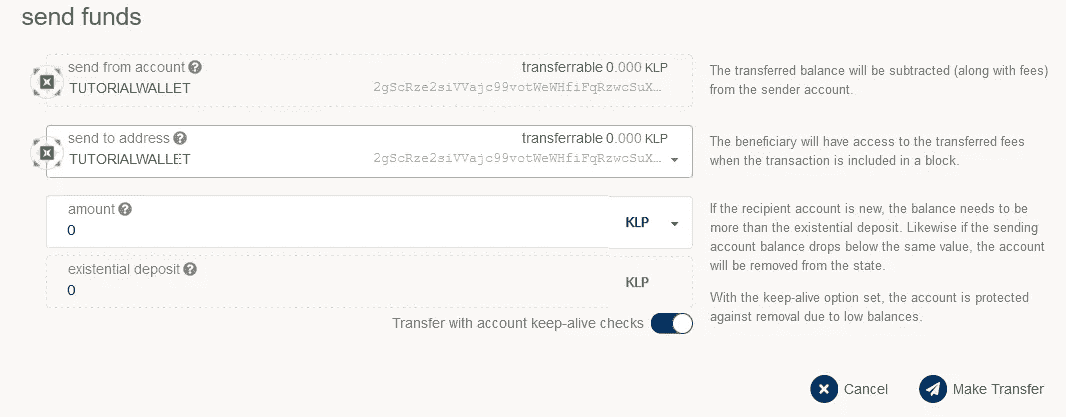 send funds
send from account
transferrable 0.000 KLP
TUTORIALWALLET
2gScRze2siVVajc99votWeWHfiFqRzwcSuX…
The transferred balance will be subtracted (along with fees)
from the sender account.
send to address
transferrable 0.000 KLP
TUTORIALWALLET
2gScRze2siVVajc99votWeWHfiFqRzwcSuX…
The beneficiary will have access to the transferred fees
when the transaction is included in a block.
amount
0
KLP
If the recipient account is new, the balance needs to be
more than the existential deposit. Likewise if the sending
account balance drops below the same value, the account
will be removed from the state.
existential deposit
0
KLP
With the keep-alive option set, the account is protected
against removal due to low balances.
Transfer with account keep-alive checks
Cancel
Make Transfer